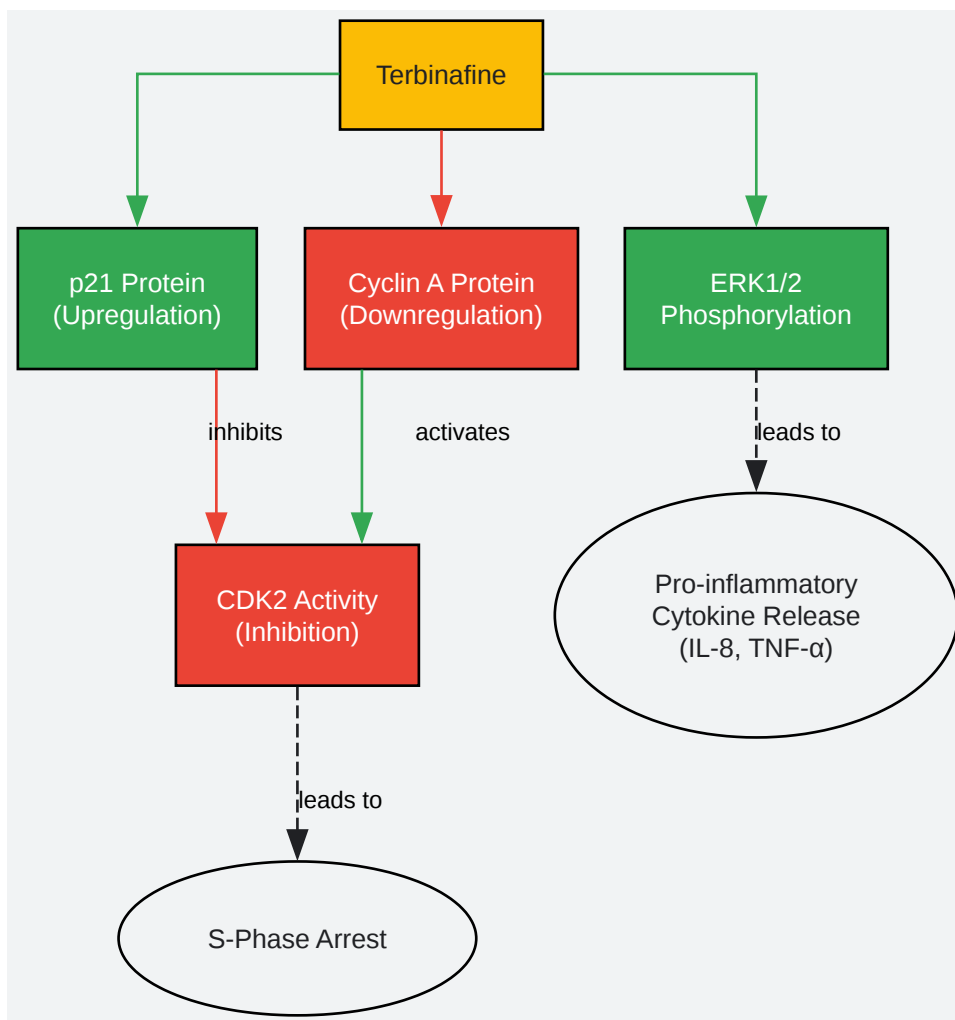 Terbinafine
p21 Protein
(Upregulation)
Cyclin A Protein
(Downregulation)
ERK1/2
Phosphorylation
inhibits
activates
leads to
CDK2 Activity
(Inhibition)
Pro-inflammatory
Cytokine Release
(IL-8, TNF-α)
leads to
S-Phase Arrest